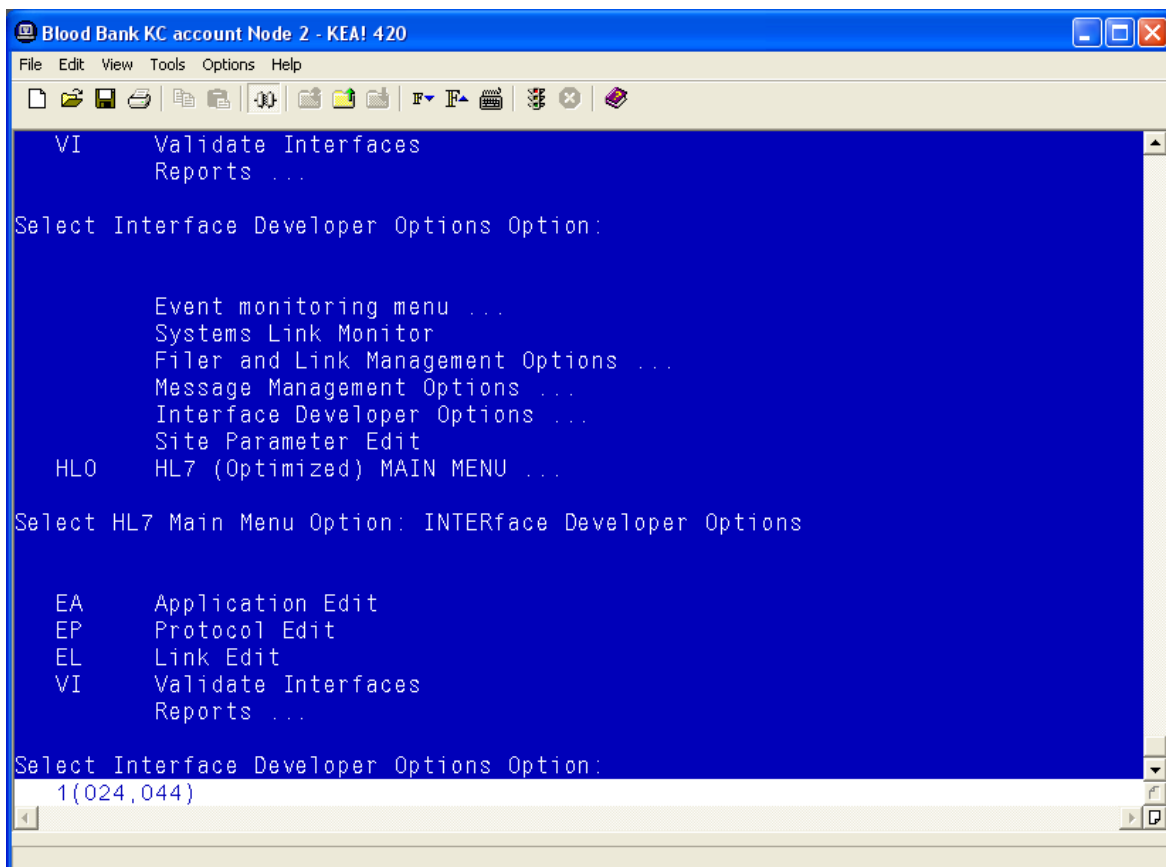 Blood Bank KC account Node 2 - KEA! 420
File Edit View Tools Options Help
VI Validate Interfaces
Reports ...
Select Interface Developer Options Option:
Event monitoring menu ...
Systems Link Monitor
Filer and Link Management Options ...
Message Management Options ...
Interface Developer Options ...
Site Parameter Edit
HLO HL7 (Optimized) MAIN MENU ...
Select HL7 Main Menu Option: INTERface Developer Options
EA Application Edit
EP Protocol Edit
EL Link Edit
VI Validate Interfaces
Reports ...
Select Interface Developer Options Option:
1(024,044)